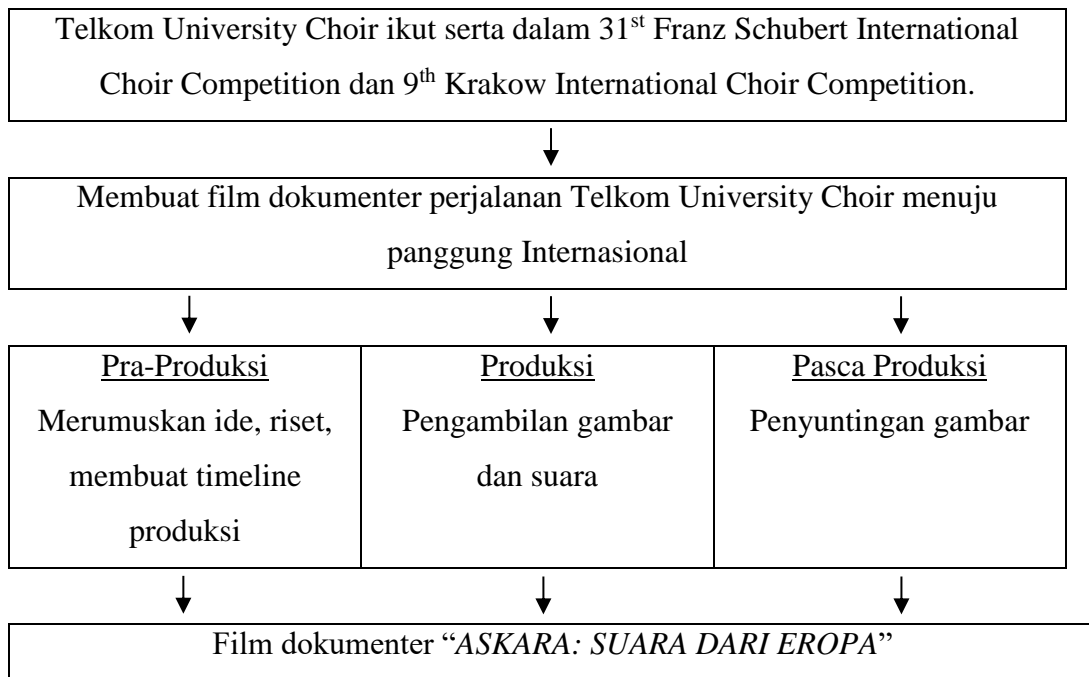 Telkom University Choir ikut serta dalam 31st Franz Schubert International
Choir Competition dan 9th Krakow International Choir Competition.
Membuat film dokumenter perjalanan Telkom University Choir menuju
panggung Internasional
Pra-Produksi
Merumuskan ide, riset,
membuat timeline
produksi
Produksi
Pengambilan gambar
dan suara
Pasca Produksi
Penyuntingan gambar
Film dokumenter “ASKARA: SUARA DARI EROPA”